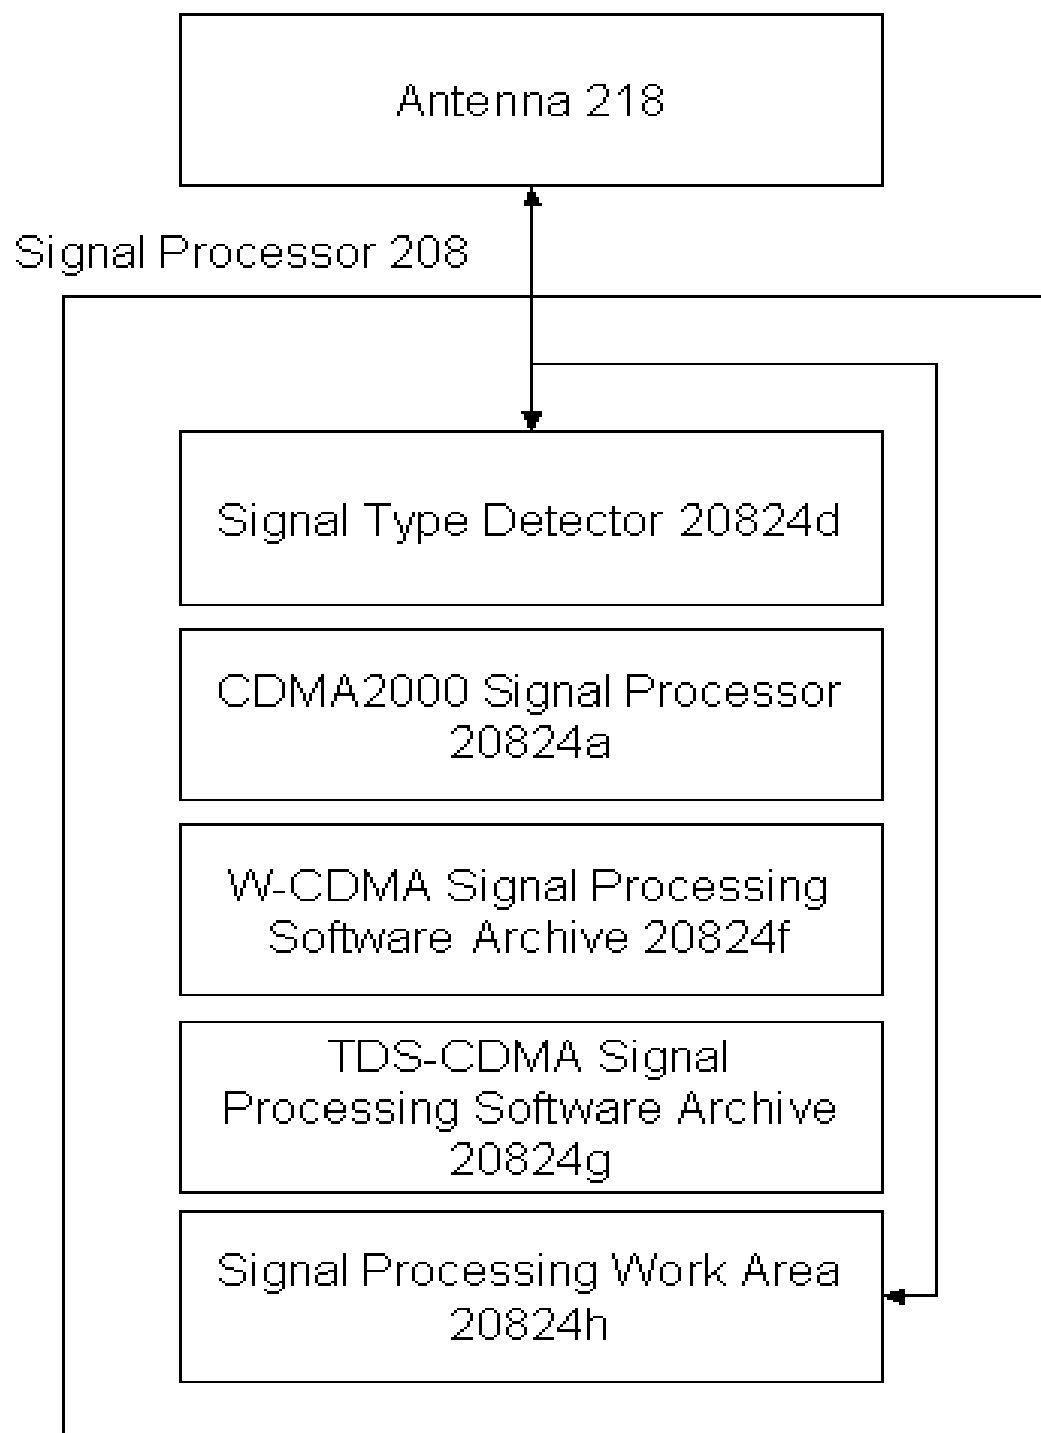 Antenna 218
Signal Processor 208
Signal Type Detector 20824d
CDMA2000 Signal Processor
20824a
W-CDMA Signal Processing
Software Archive 20824f
TDS-CDMA Signal
Processing Software Archive
20824g
Signal Processing Work Area
20824h